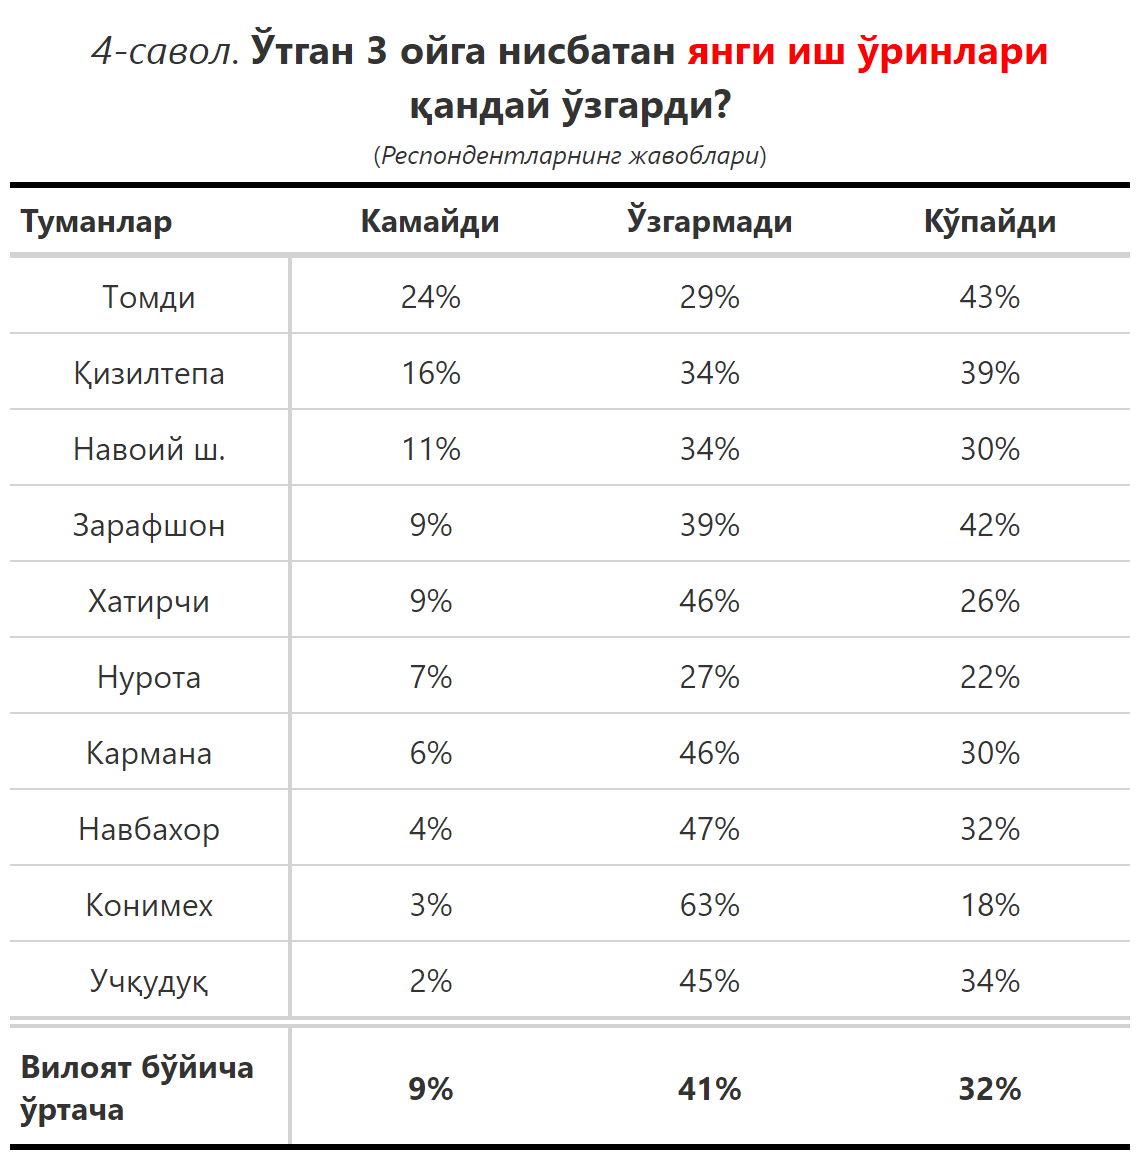 4-савол. Ўтган 3 ойга нисбатан янги иш ўринлари
қандай ўзгарди?
(Респондентларнинг жавоблари)
Туманлар Камайди Ўзгармади Кўпайди
Томди 24% 29% 43%
Қизилтепа 16% 34% 39%
Навоий ш. 11% 34% 30%
Зарафшон 9% 39% 42%
Хатирчи 9% 46% 26%
Нурота 7% 27% 22%
Кармана 6% 46% 30%
Навбахор 4% 47% 32%
Конимех 3% 63% 18%
Учқудуқ 2% 45% 34%
Вилоят бўйича
ўртача 9% 41% 32%